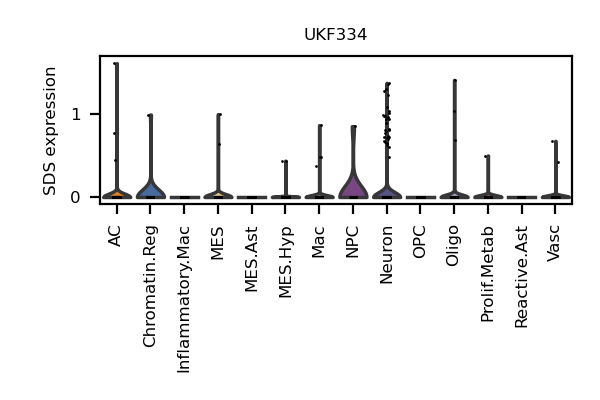 UKF334
SDS expression
1
0
AC
Chromatin.Reg
Inflammatory.Mac
MES
MES.Ast
MES.Hyp
Mac
NPC
Neuron
OPC
Oligo
Prolif.Metab
Reactive.Ast
Vasc